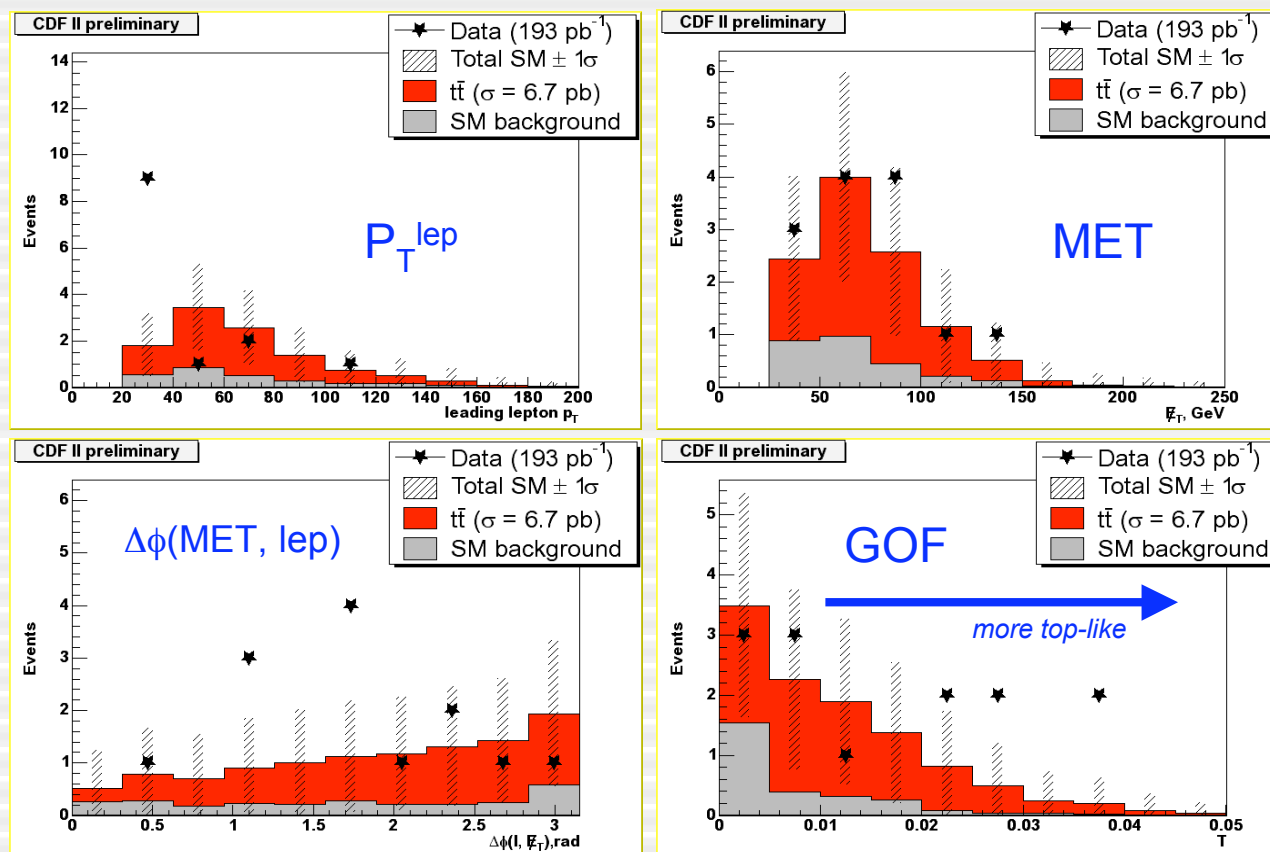 CDF II preliminary
Data (193 pb⁻¹)
Total SM ± 1σ
tt̄ (σ = 6.7 pb)
SM background
14
12
10
8
6
4
2
0
Events
P_T^lep
0 20 40 60 80 100 120 140 160 180 200
leading lepton p_T
CDF II preliminary
Data (193 pb⁻¹)
Total SM ± 1σ
tt̄ (σ = 6.7 pb)
SM background
6
5
4
3
2
1
0
Events
MET
0 50 100 150 200 250
E̸_T, GeV
CDF II preliminary
Data (193 pb⁻¹)
Total SM ± 1σ
tt̄ (σ = 6.7 pb)
SM background
6
5
4
3
2
1
0
Events
Δϕ(MET, lep)
0 0.5 1 1.5 2 2.5 3
Δϕ(l, E̸_T),rad
CDF II preliminary
Data (193 pb⁻¹)
Total SM ± 1σ
tt̄ (σ = 6.7 pb)
SM background
5
4
3
2
1
0
Events
GOF
more top-like
0 0.01 0.02 0.03 0.04 0.05
T